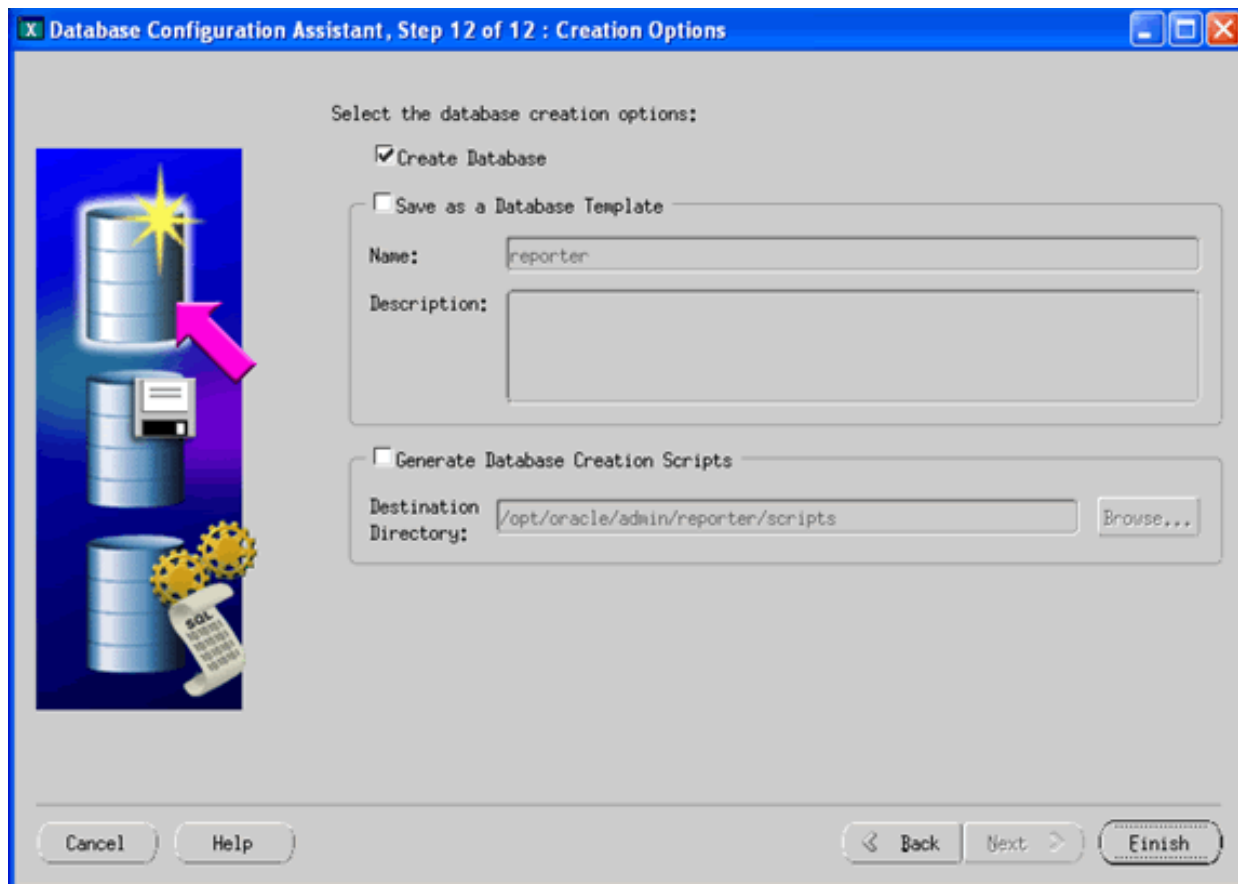 Database Configuration Assistant, Step 12 of 12 : Creation Options
Select the database creation options:
Create Database
Save as a Database Template
Name: reporter
Description:
Generate Database Creation Scripts
Destination Directory: /opt/oracle/admin/reporter/scripts Browse...
SQL
Cancel Help Back Next Finish